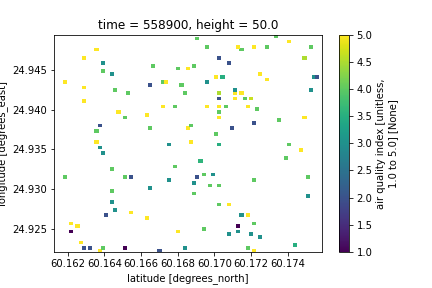 time = 558900, height = 50.0
24.945
24.940
24.935
24.930
24.925
longitude [degrees_east]
60.162 60.164 60.166 60.168 60.170 60.172 60.174
latitude [degrees_north]
5.0
4.5
4.0
3.5
3.0
2.5
2.0
1.5
1.0
air quality index [unitless,
1.0 to 5.0] [None]